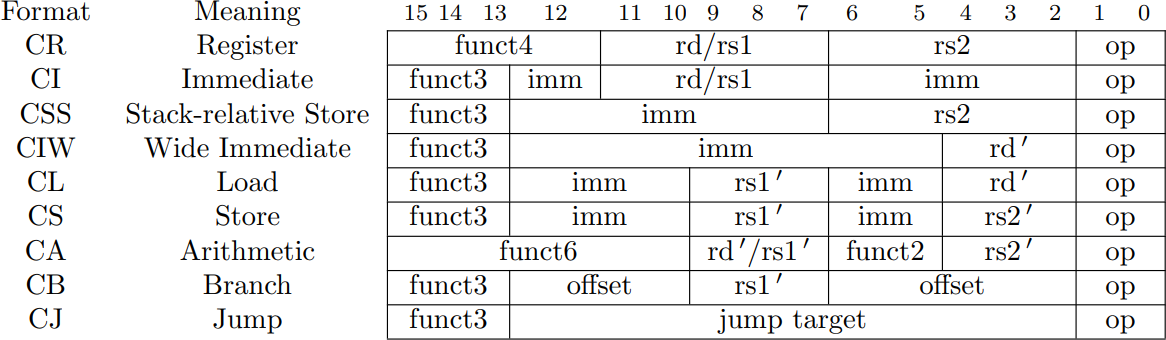 Format Meaning 15 14 13 12 11 10 9 8 7 6 5 4 3 2 1 0
CR Register funct4 rd/rs1 rs2 op
CI Immediate funct3 imm rd/rs1 imm op
CSS Stack-relative Store funct3 imm rs2 op
CIW Wide Immediate funct3 imm rd′ op
CL Load funct3 imm rs1′ imm rd′ op
CS Store funct3 imm rs1′ imm rs2′ op
CA Arithmetic funct6 rd′/rs1′ funct2 rs2′ op
CB Branch funct3 offset rs1′ offset op
CJ Jump funct3 jump target op